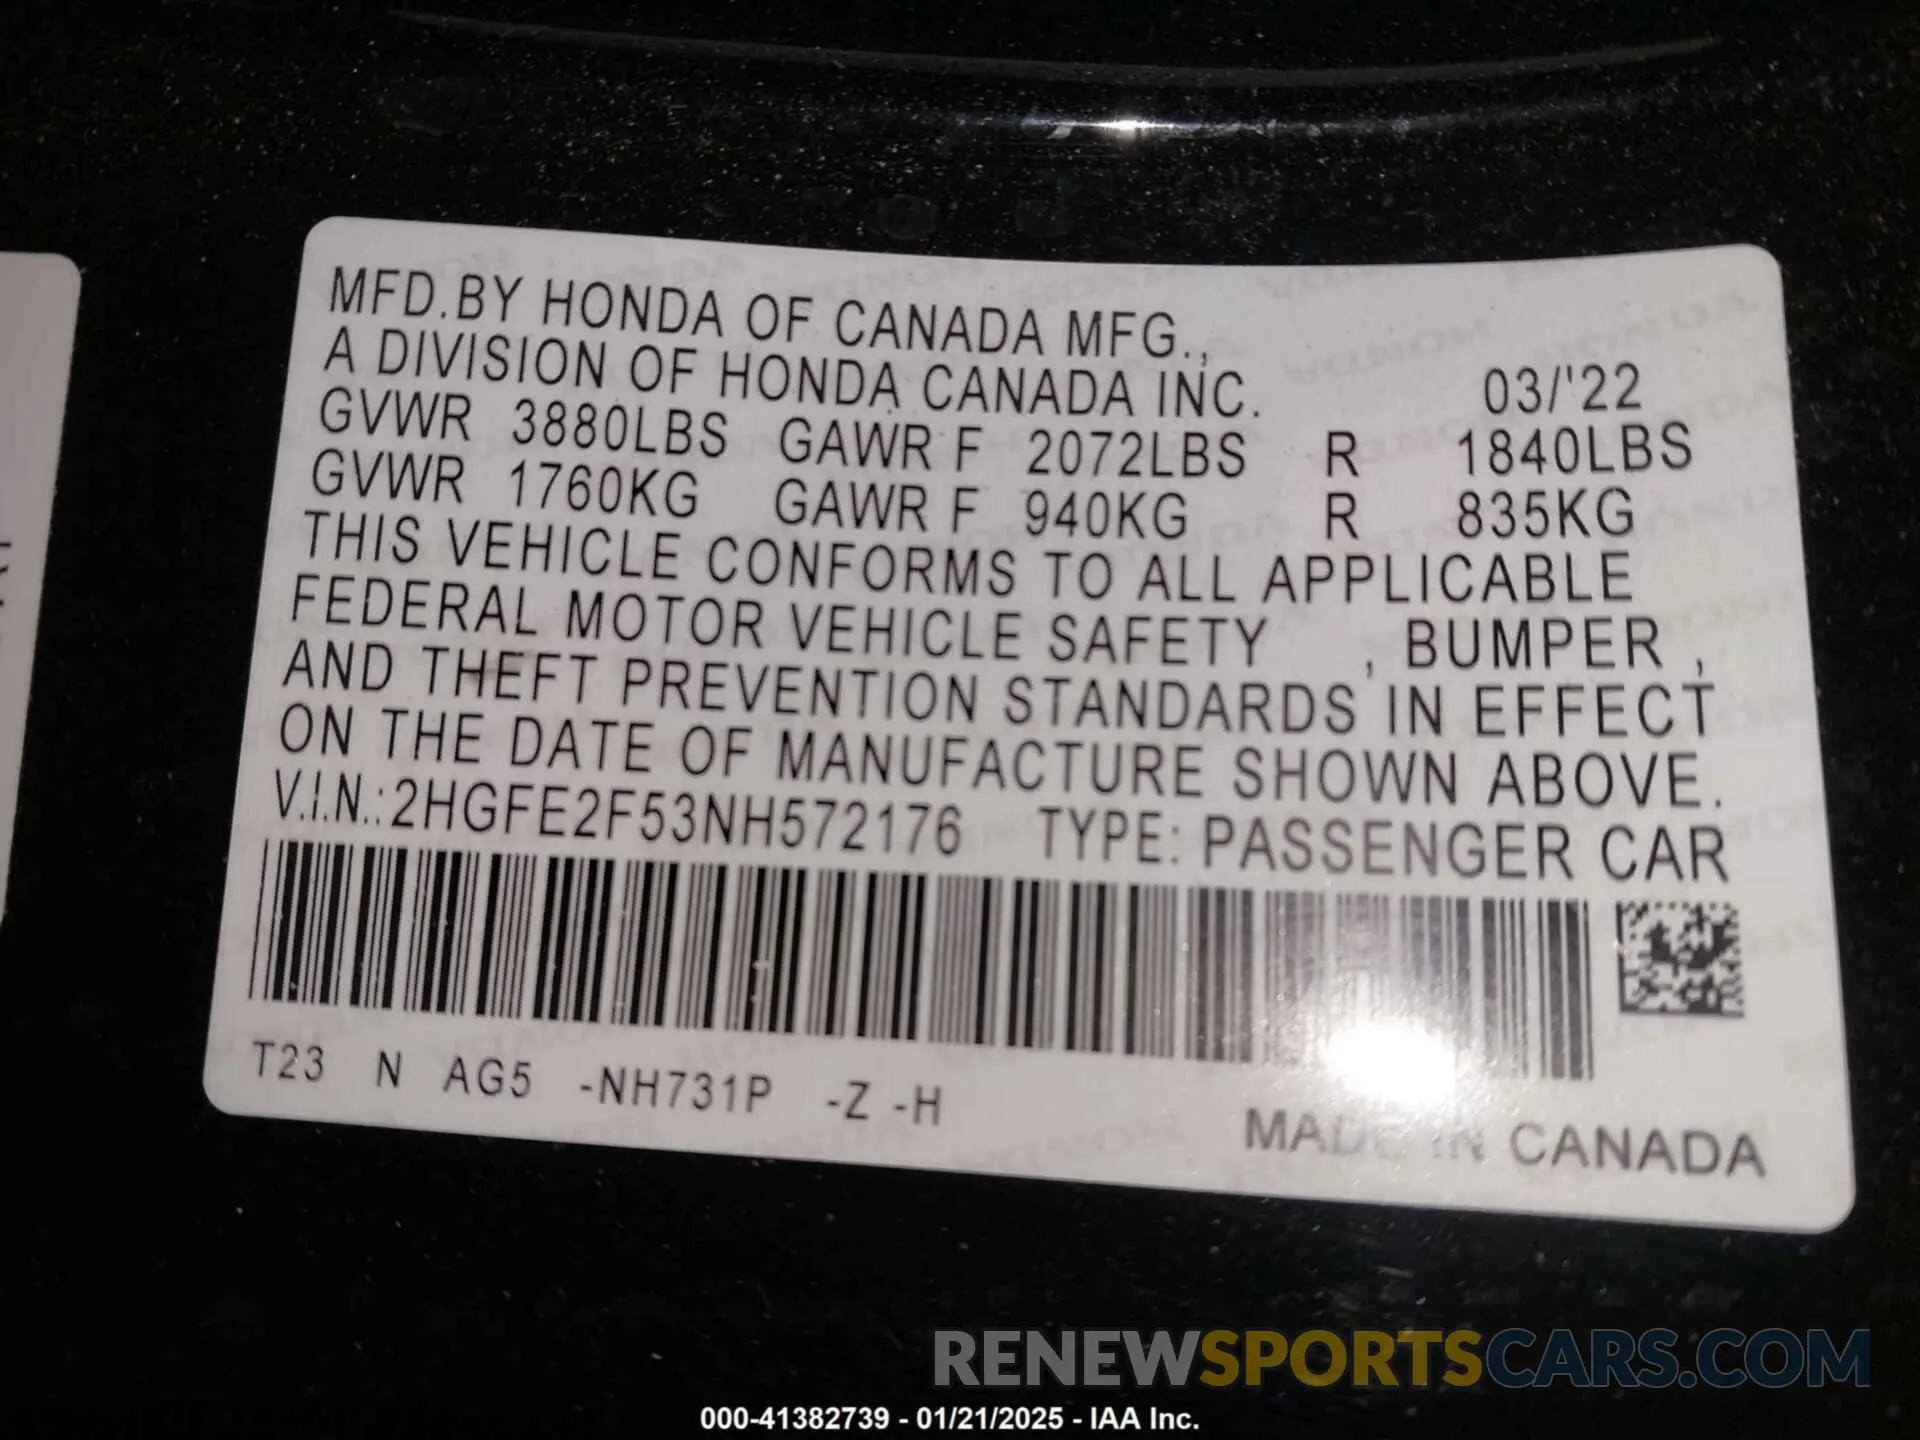 MFD.BY HONDA OF CANADA MFG.,
A DIVISION OF HONDA CANADA INC. 03/'22
GVWR 3880LBS GAWR F 2072LBS R 1840LBS
GVWR 1760KG GAWR F 940KG R 835KG
THIS VEHICLE CONFORMS TO ALL APPLICABLE
FEDERAL MOTOR VEHICLE SAFETY , BUMPER ,
AND THEFT PREVENTION STANDARDS IN EFFECT
ON THE DATE OF MANUFACTURE SHOWN ABOVE.
V.I.N.:2HGFE2F53NH572176 TYPE: PASSENGER CAR
T23 N AG5 -NH731P -Z -H
MADE IN CANADA
RENEWSPORTSCARS.COM
000-41382739 - 01/21/2025 - IAA Inc.